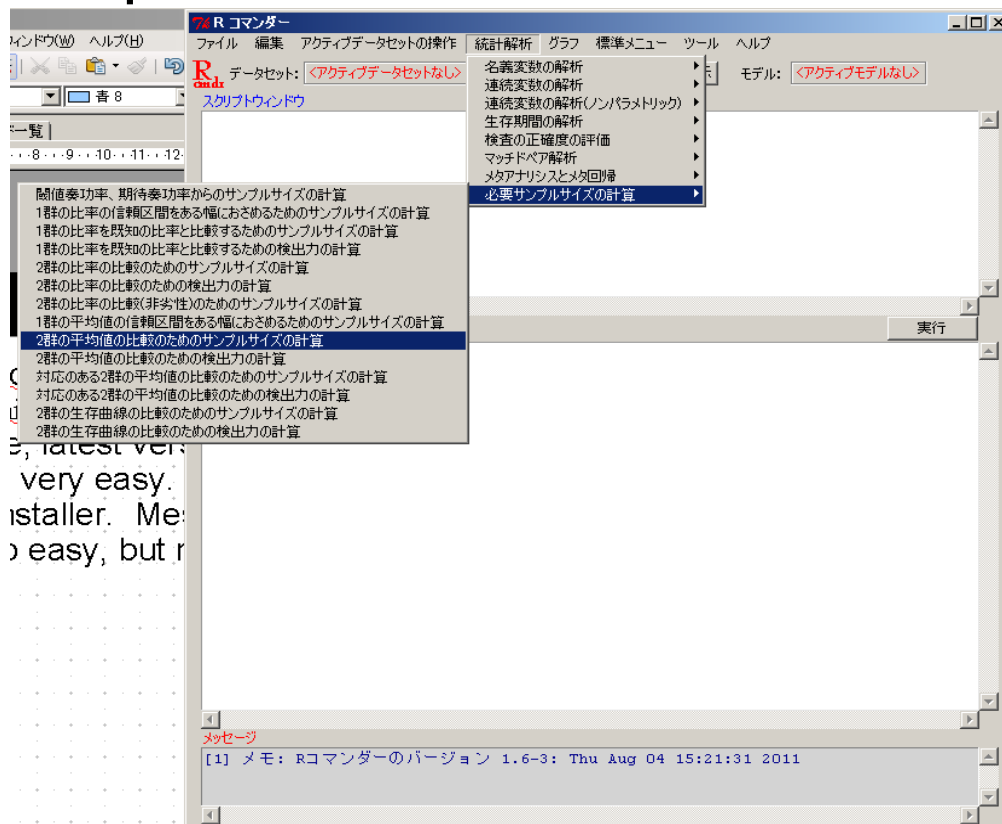 R コマンダー
ウィンドウ(W) ヘルプ(H)
ファイル 編集 アクティブデータセットの操作 統計解析 グラフ 標準メニュー ツール ヘルプ
Rcmdr データセット: <アクティブデータセットなし> モデル: <アクティブモデルなし>
青 8
スクリプトウィンドウ
一覧
8 9 10 11 12
名義変数の解析
連続変数の解析
連続変数の解析(ノンパラメトリック)
生存期間の解析
検査の正確度の評価
マッチドペア解析
メタアナリシスとメタ回帰
必要サンプルサイズの計算
閾値奏功率、期待奏功率からのサンプルサイズの計算
1群の比率の信頼区間をある幅におさめるためのサンプルサイズの計算
1群の比率を既知の比率と比較するためのサンプルサイズの計算
1群の比率を既知の比率と比較するための検出力の計算
2群の比率の比較のためのサンプルサイズの計算
2群の比率の比較のための検出力の計算
2群の比率の比較(非劣性)のためのサンプルサイズの計算
1群の平均値の信頼区間をある幅におさめるためのサンプルサイズの計算
2群の平均値の比較のためのサンプルサイズの計算
2群の平均値の比較のための検出力の計算
対応のある2群の平均値の比較のためのサンプルサイズの計算
対応のある2群の平均値の比較のための検出力の計算
2群の生存曲線の比較のためのサンプルサイズの計算
2群の生存曲線の比較のための検出力の計算
実行
e, latest vers
very easy.
nstaller. Mes
o easy, but r
メッセージ
[1] メモ: Rコマンダーのバージョン 1.6-3: Thu Aug 04 15:21:31 2011